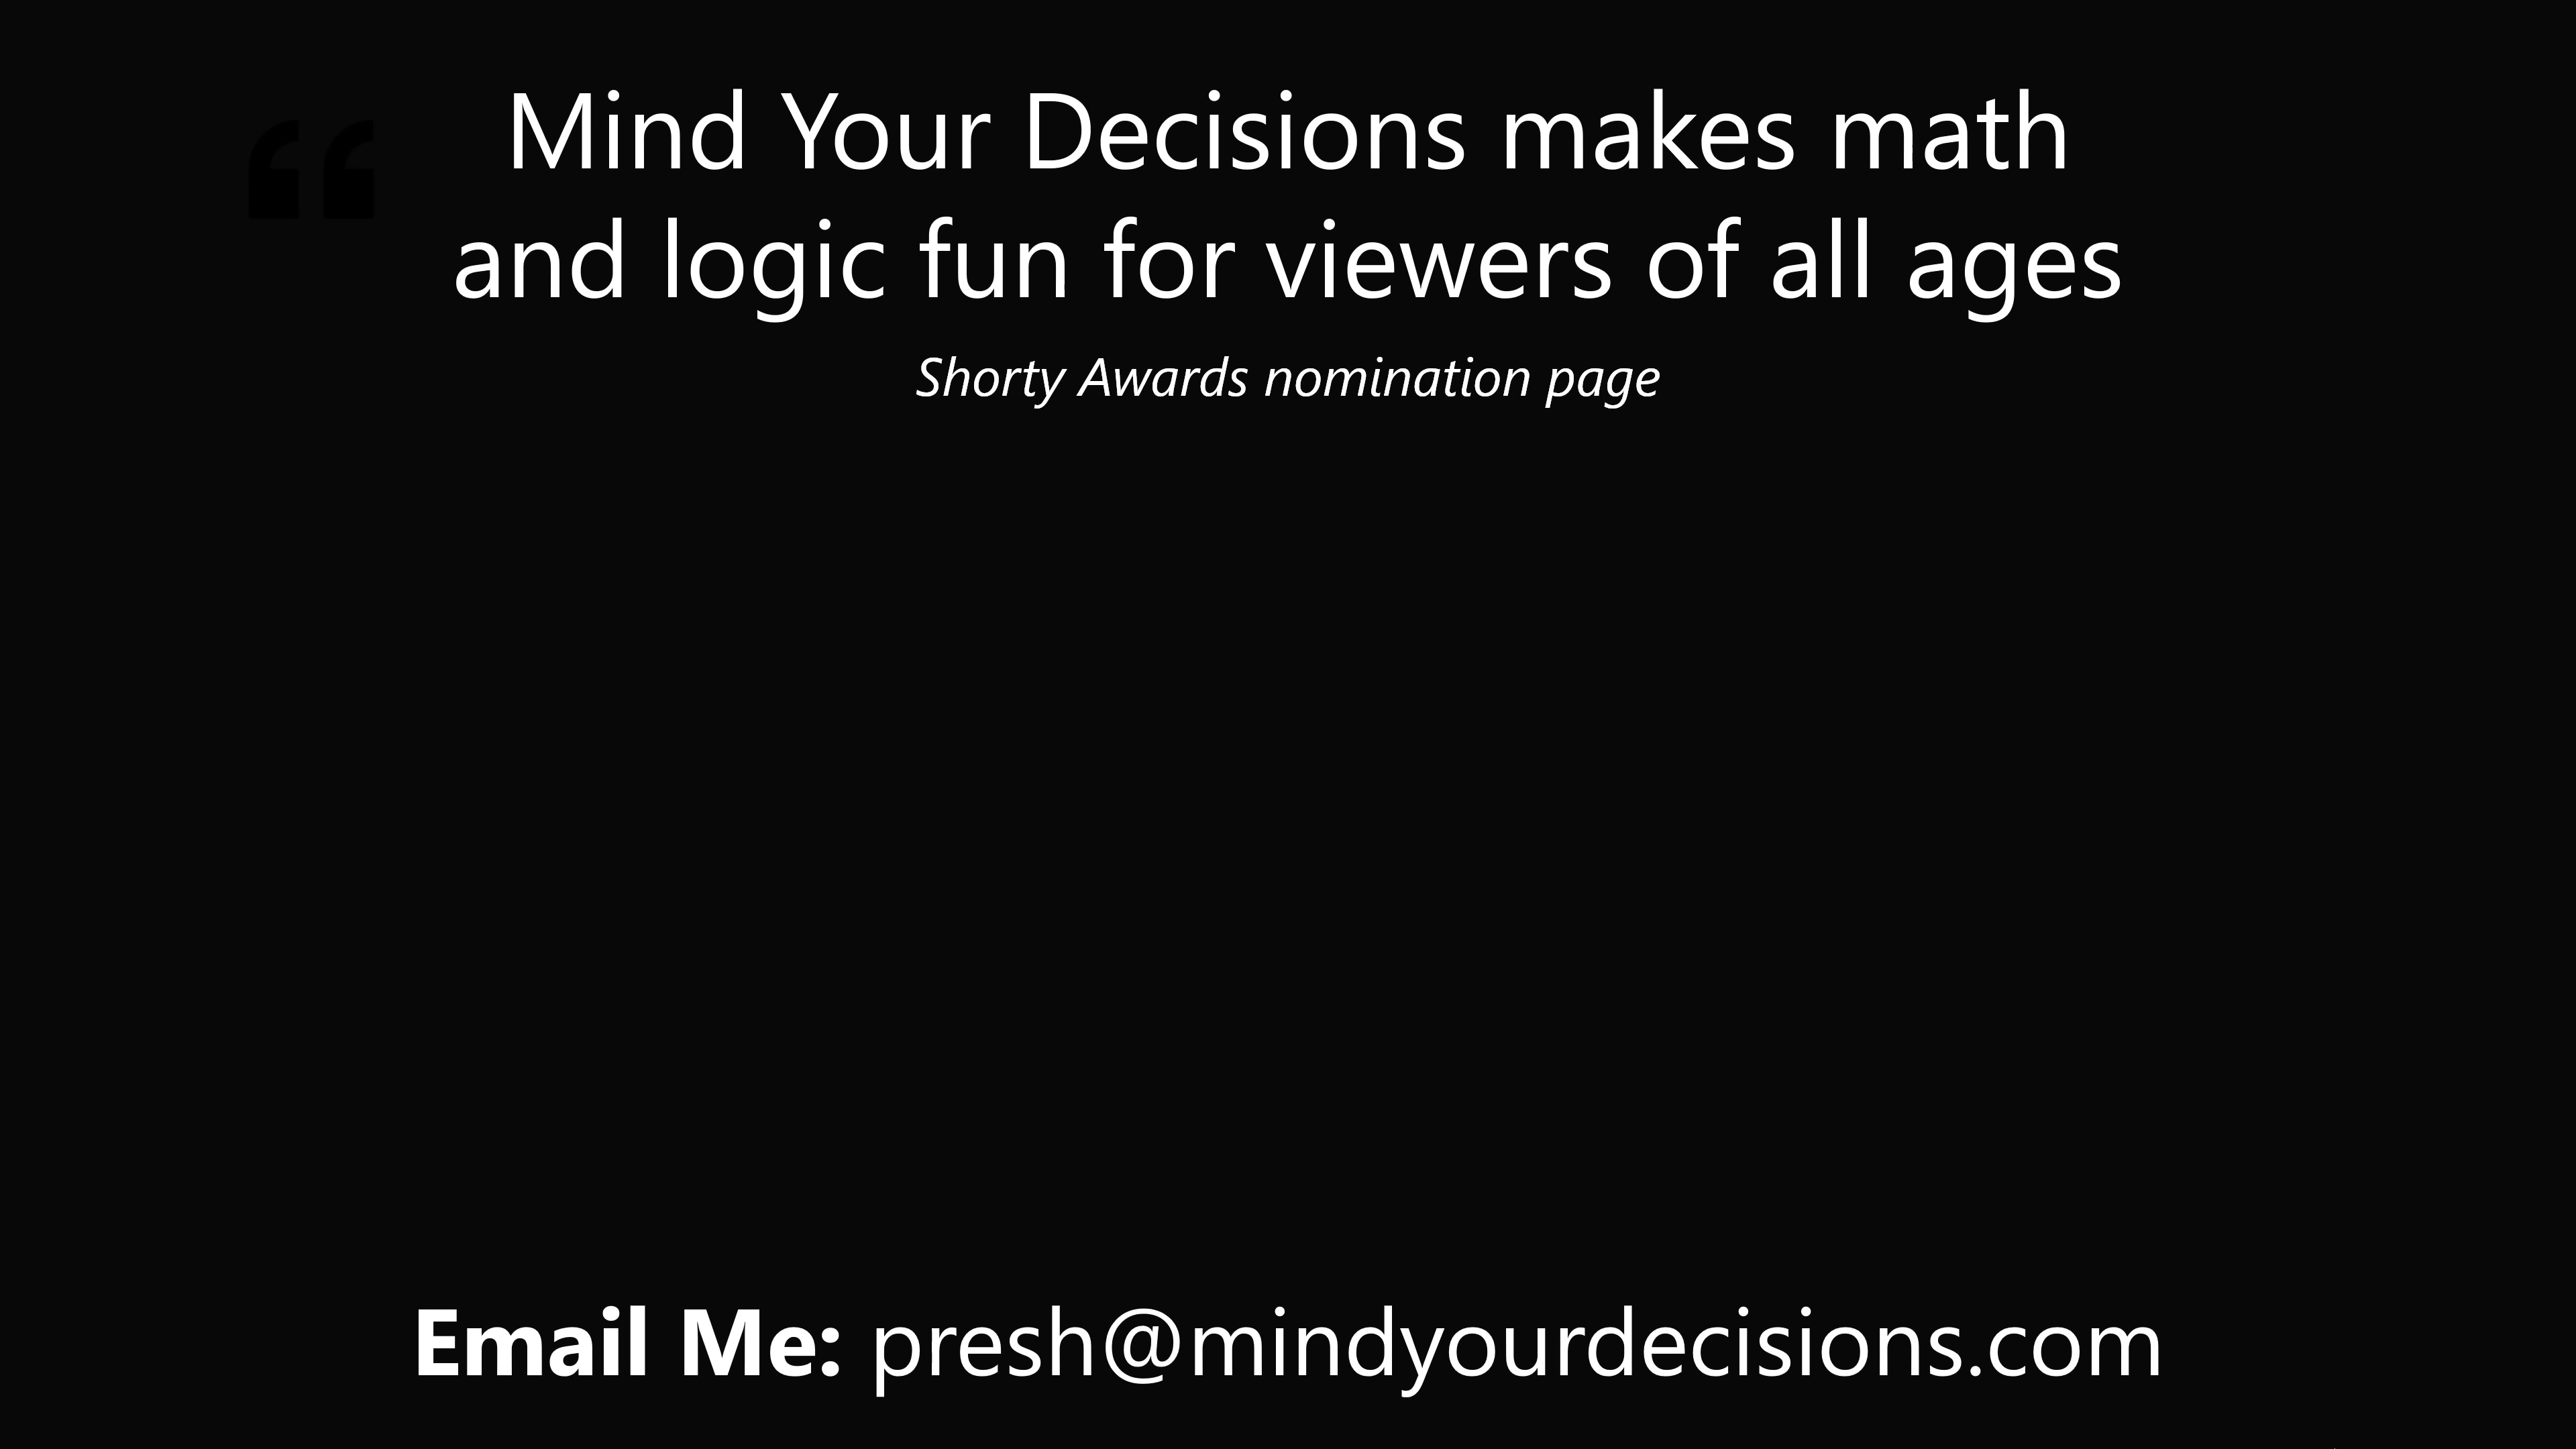 “
Mind Your Decisions makes math
and logic fun for viewers of all ages
Shorty Awards nomination page
Email Me: presh@mindyourdecisions.com